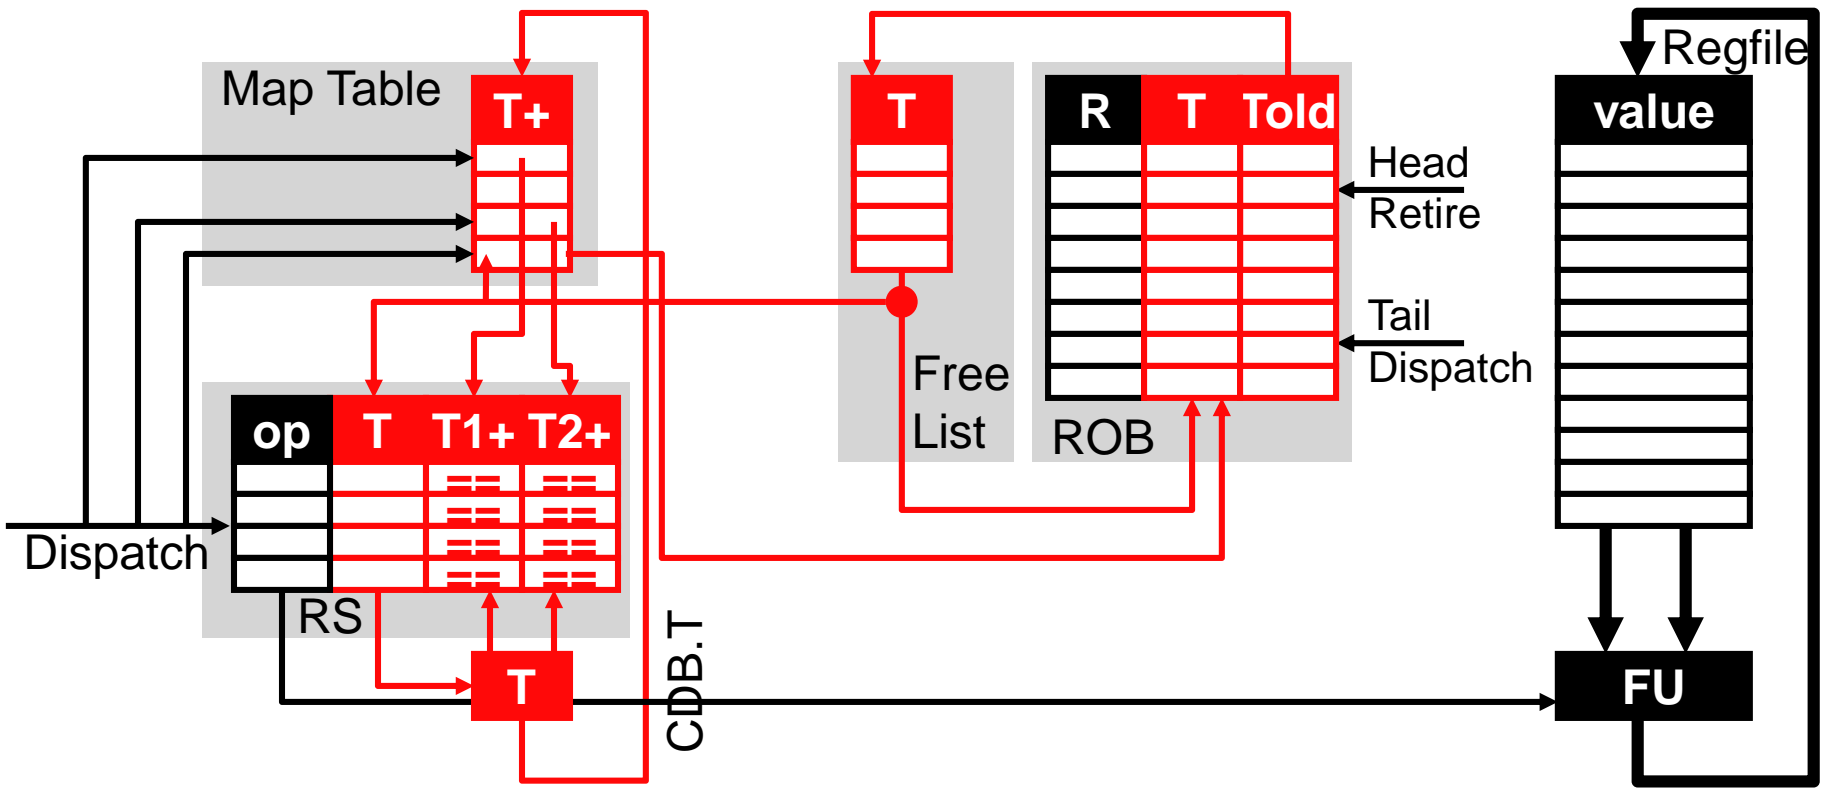 Regfile
Map Table
T+
T
R T Told
value
Head
Retire
Tail
Dispatch
Free
List
ROB
op T T1+ T2+
== ==
== ==
== ==
== ==
Dispatch
RS
CDB.T
T
FU